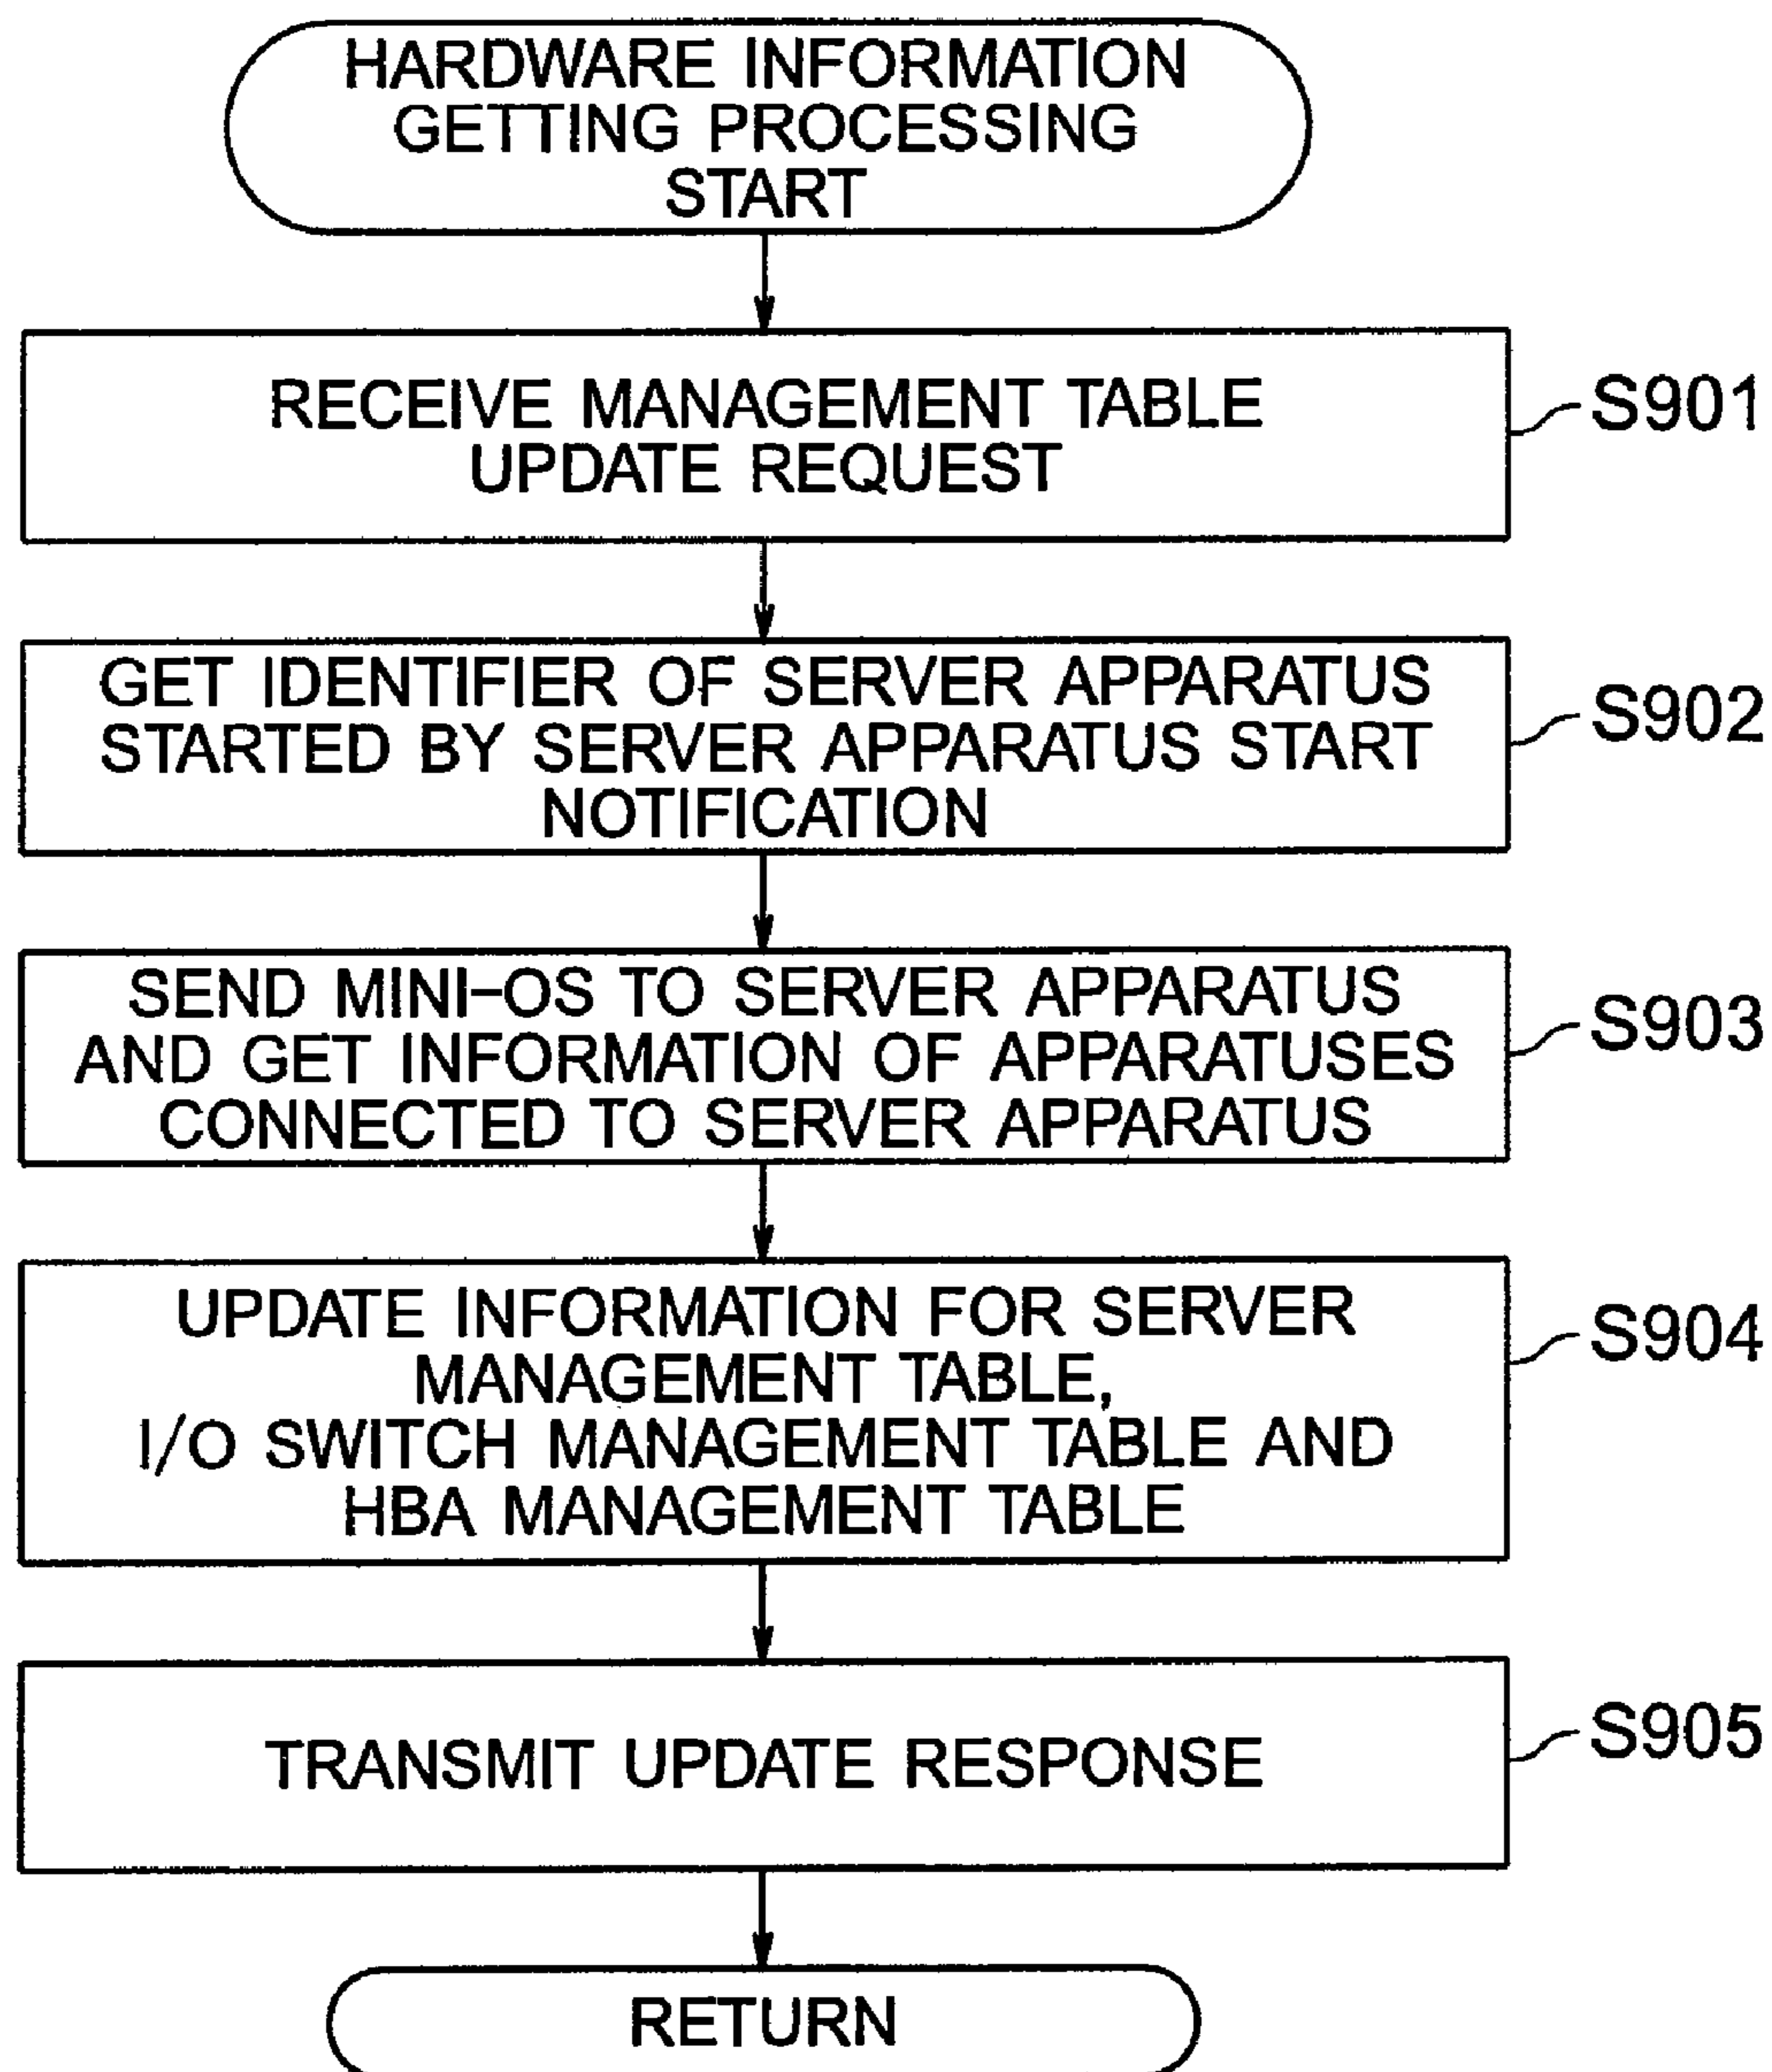 HARDWARE INFORMATION
GETTING PROCESSING
START
RECEIVE MANAGEMENT TABLE
UPDATE REQUEST
S901
GET IDENTIFIER OF SERVER APPARATUS
STARTED BY SERVER APPARATUS START
NOTIFICATION
S902
SEND MINI-OS TO SERVER APPARATUS
AND GET INFORMATION OF APPARATUSES
CONNECTED TO SERVER APPARATUS
S903
UPDATE INFORMATION FOR SERVER
MANAGEMENT TABLE,
I/O SWITCH MANAGEMENT TABLE AND
HBA MANAGEMENT TABLE
S904
TRANSMIT UPDATE RESPONSE
S905
RETURN